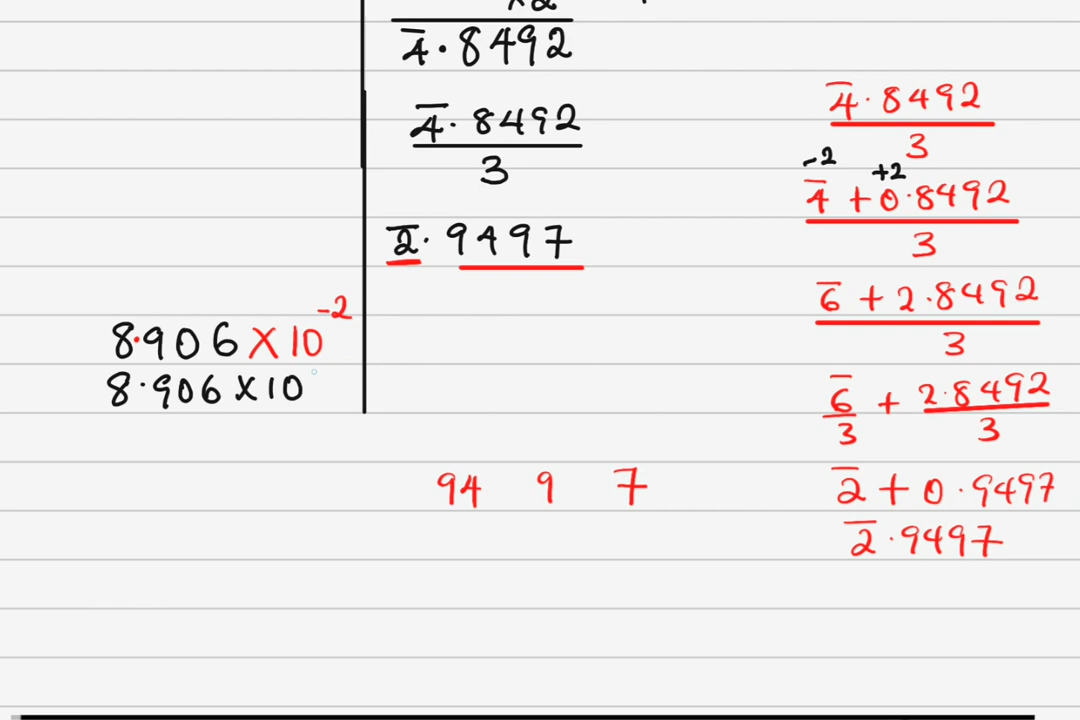 ×2
4̅.8492
4̅.8492
3
2̅.9497
8.906 × 10⁻²
8.906 × 10
94 9 7
4̅.8492
3
-2 +2
4̅ + 0.8492
3
6̅ + 2.8492
3
6̅ + 2.8492
3 3
2̅ + 0.9497
2̅.9497